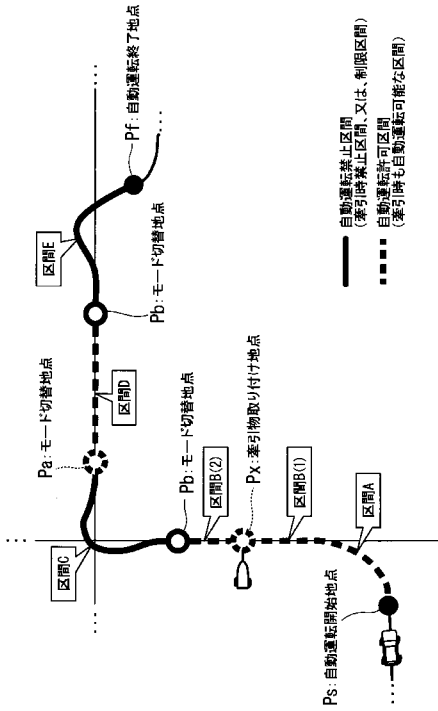 Pf:自動運転終了地点
区間E
Pb:モード切替地点
区間D
Pa:モード切替地点
区間C
Pb:モード切替地点
区間B(2)
Px:牽引物取り付け地点
区間B(1)
区間A
Ps:自動運転開始地点
自動運転禁止区間
(牽引時禁止区間、又は、制限区間)
自動運転許可区間
(牽引時も自動運転可能な区間)